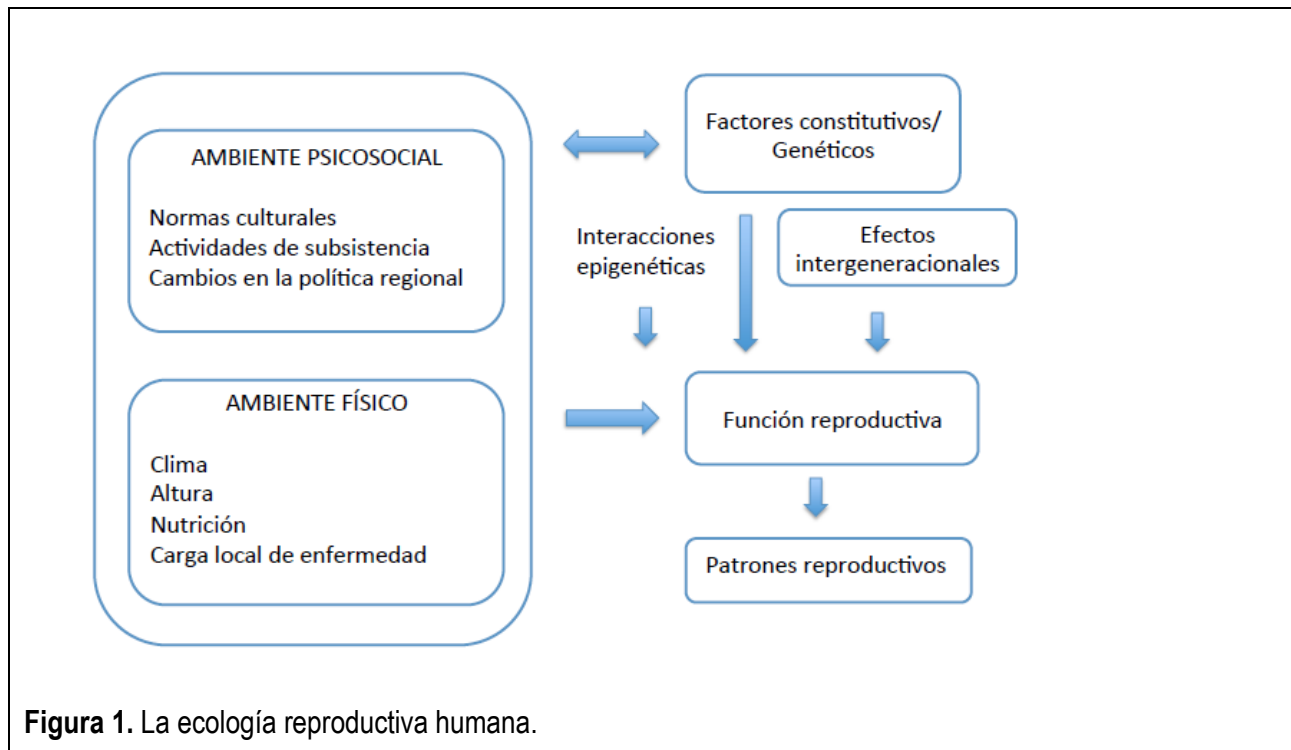 AMBIENTE PSICOSOCIAL
Normas culturales
Actividades de subsistencia
Cambios en la política regional
AMBIENTE FÍSICO
Clima
Altura
Nutrición
Carga local de enfermedad
Factores constitutivos/
Genéticos
Interacciones
epigenéticas
Efectos
intergeneracionales
Función reproductiva
Patrones reproductivos
Figura 1. La ecología reproductiva humana.